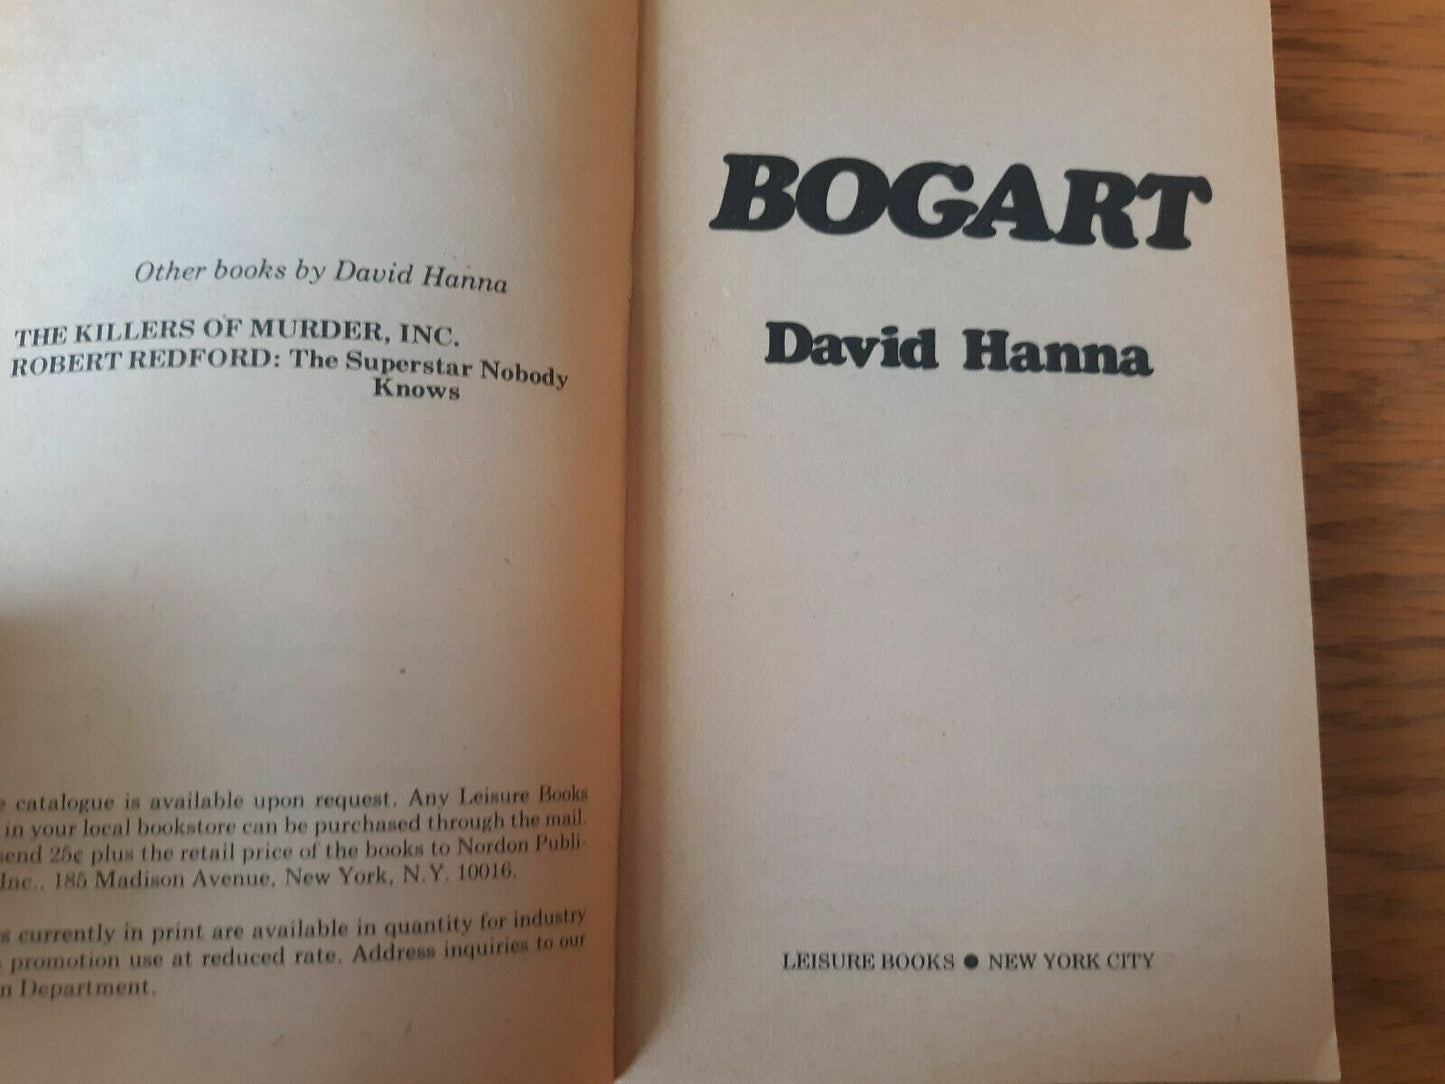 Other books by David Hanna
THE KILLERS OF MURDER, INC.
ROBERT REDFORD: The Superstar Nobody
Knows
catalogue is available upon request. Any Leisure Books
in your local bookstore can be purchased through the mail.
send 25¢ plus the retail price of the books to Nordon Publi-
Inc., 185 Madison Avenue, New York, N.Y. 10016.
currently in print are available in quantity for industry
promotion use at reduced rate. Address inquiries to our
Department.
BOGART
David Hanna
LEISURE BOOKS ● NEW YORK CITY